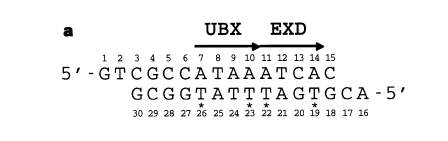 a
UBX EXD
1 2 3 4 5 6 7 8 9 10 11 12 13 14 15
5'-GTCGCCATAAATCAC
GCGGTATTTAGTGCA-5'
* * * *
30 29 28 27 26 25 24 23 22 21 20 19 18 17 16